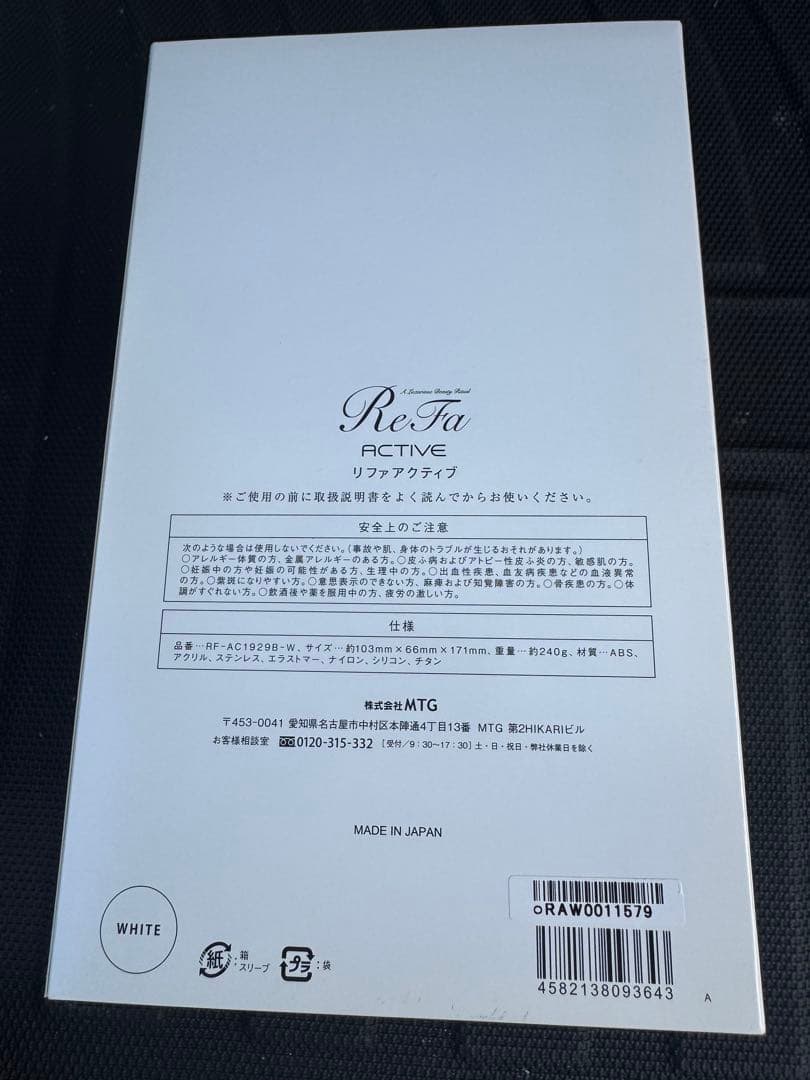 A Luxurious Beauty Ritual
ReFa
ACTIVE
リファアクティブ
※ご使用の前に取扱説明書をよく読んでからお使いください。
安全上のご注意
次のような場合は使用しないでください。(事故や肌、身体のトラブルが生じるおそれがあります。)
○アレルギー体質の方、金属アレルギーのある方。○皮ふ病およびアトピー性皮ふ炎の方、敏感肌の方。
○妊娠中の方や妊娠の可能性がある方、生理中の方。○出血性疾患、血友病疾患などの血液異常
の方。○紫斑になりやすい方。○意思表示のできない方、麻痺および知覚障害の方。○骨疾患の方。○体
調がすぐれない方。○飲酒後や薬を服用中の方、疲労の激しい方。
仕様
品番…RF-AC1929B-W、サイズ…約103mm×66mm×171mm、重量…約240g、材質…ABS、
アクリル、ステンレス、エラストマー、ナイロン、シリコン、チタン
株式会社MTG
〒453-0041 愛知県名古屋市中村区本陣通4丁目13番 MTG 第2HIKARIビル
お客様相談室 0120-315-332 [受付/9:30~17:30]土・日・祝日・弊社休業日を除く
MADE IN JAPAN
WHITE
紙:箱
スリーブ
プラ:袋
oRAW0011579
4582138093643
A